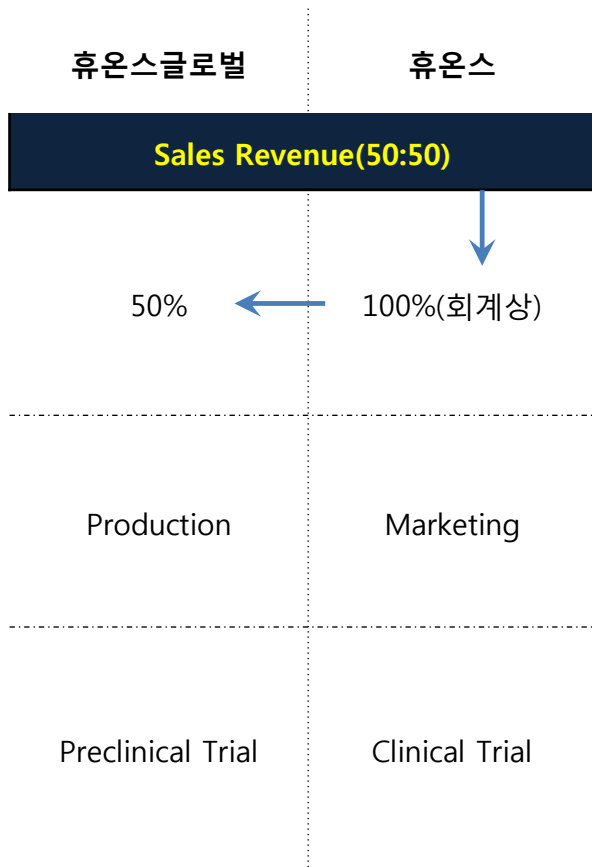 휴온스글로벌 휴온스
Sales Revenue(50:50)
50% 100%(회계상)
Production Marketing
Preclinical Trial Clinical Trial